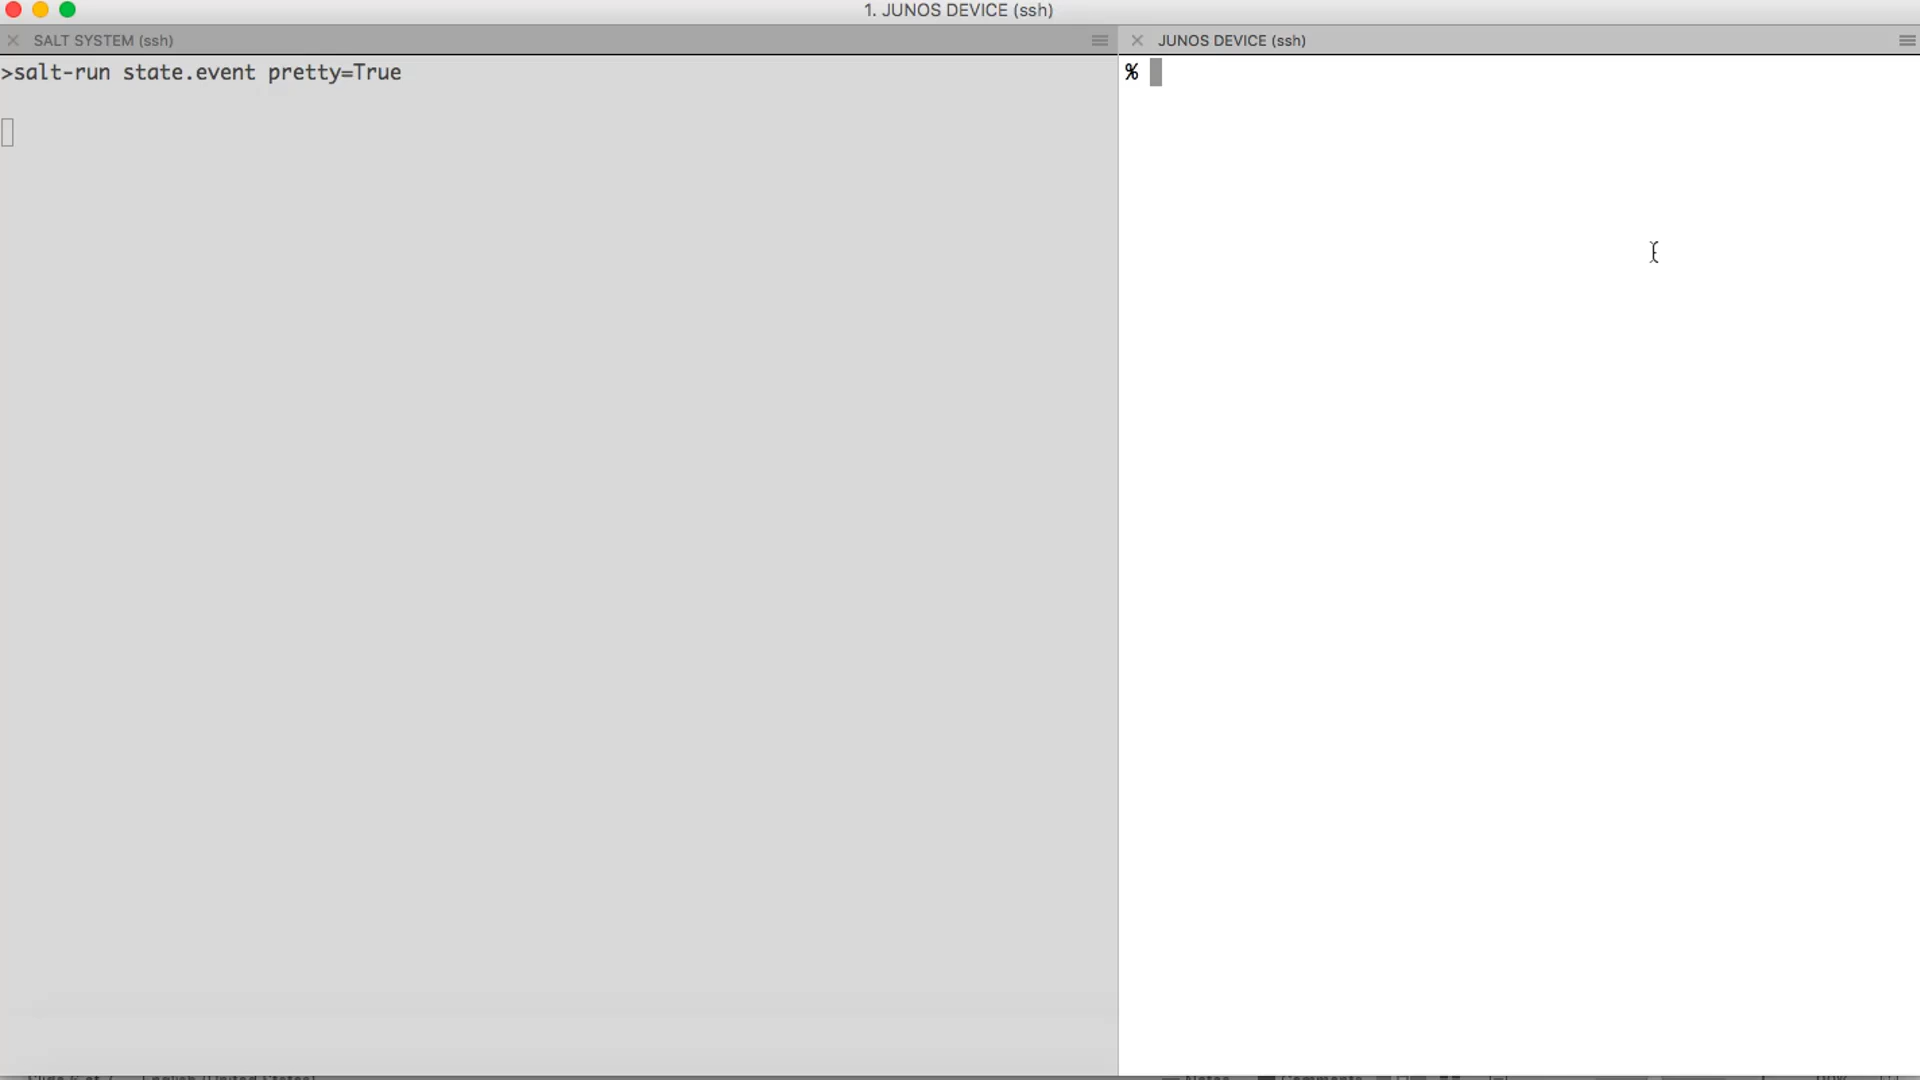 1. JUNOS DEVICE (ssh)
SALT SYSTEM (ssh)
JUNOS DEVICE (ssh)
>salt-run state.event pretty=True
%